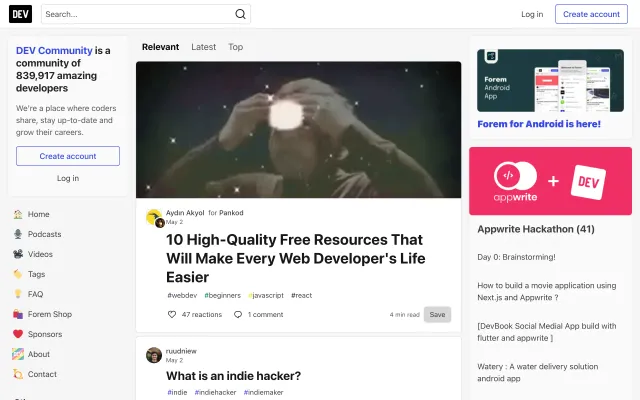 DEV
Search...
Log in
Create account
DEV Community is a
community of
839,917 amazing
developers
We're a place where coders
share, stay up-to-date and
grow their careers.
Create account
Log in
Home
Podcasts
Videos
Tags
FAQ
Forem Shop
Sponsors
About
Contact
Relevant
Latest
Top
Aydın Akyol for Pankod
May 2
10 High-Quality Free Resources That
Will Make Every Web Developer's Life
Easier
#webdev #beginners #javascript #react
47 reactions
1 comment
4 min read
Save
ruudniew
May 2
What is an indie hacker?
#indie #indiehacker #indiemaker
Forem
Android
App
Forem for Android is here!
appwrite
+
DEV
Appwrite Hackathon (41)
Day 0: Brainstorming!
How to build a movie application using
Next.js and Appwrite ?
[DevBook Social Medial App build with
flutter and appwrite ]
Watery : A water delivery solution
android app